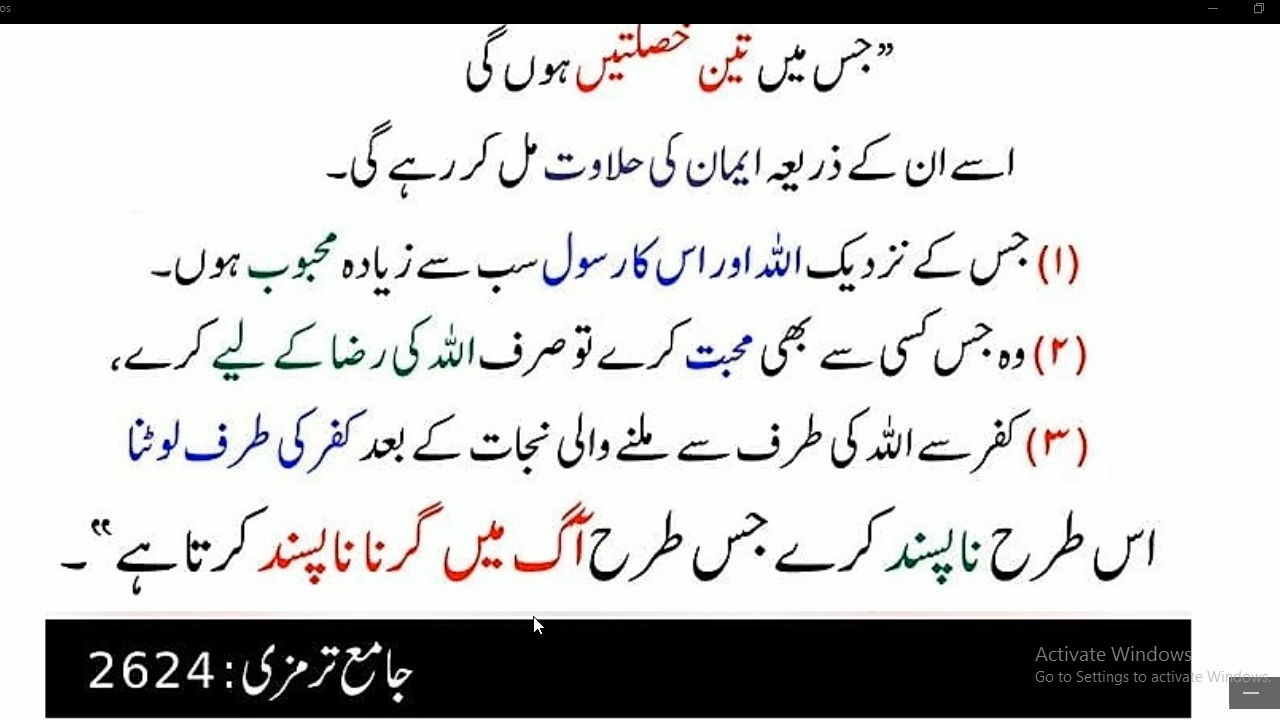 os
”جس میں تین خصلتیں ہوں گی
اسے ان کے ذریعہ ایمان کی حلاوت مل کر رہے گی۔
(۱) جس کے نزدیک اللہ اور اس کا رسول سب سے زیادہ محبوب ہوں۔
(۲) وہ جس کسی سے بھی محبت کرے تو صرف اللہ کی رضا کے لیے کرے،
(۳) کفر سے اللہ کی طرف سے ملنے والی نجات کے بعد کفر کی طرف لوٹنا
اس طرح ناپسند کرے جس طرح آگ میں گرنا ناپسند کرتا ہے“۔
جامع ترمزی: 2624
Activate Windows
Go to Settings to activate Windows.